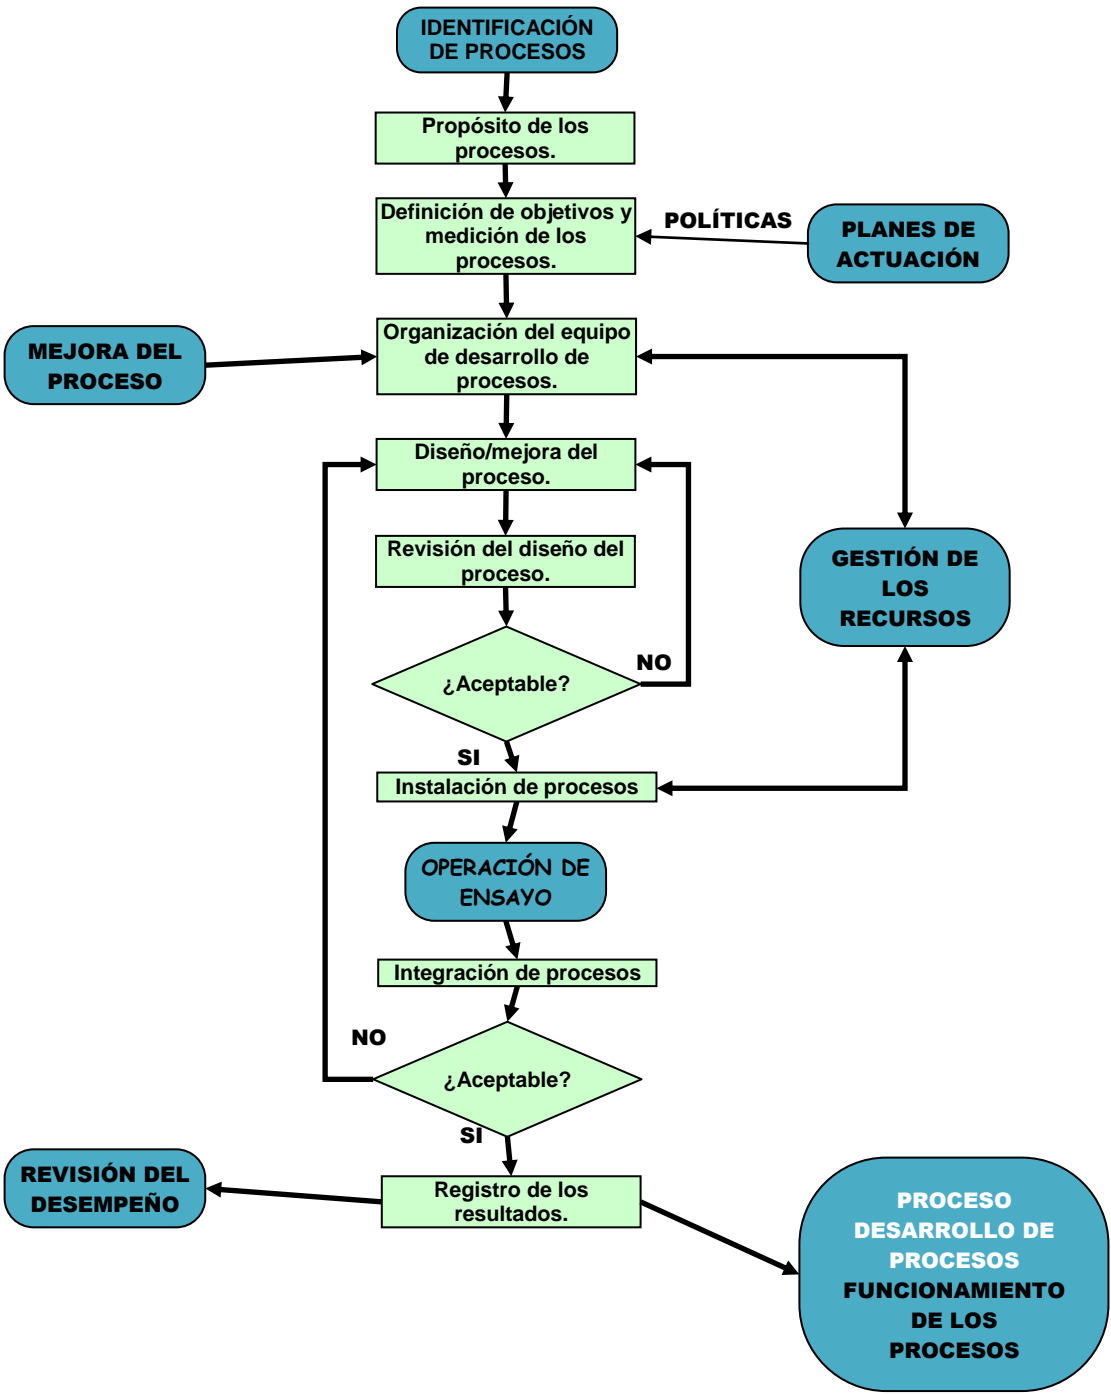 IDENTIFICACIÓN
DE PROCESOS
Propósito de los
procesos.
Definición de objetivos y
medición de los
procesos.
POLÍTICAS
PLANES DE
ACTUACIÓN
MEJORA DEL
PROCESO
Organización del equipo
de desarrollo de
procesos.
Diseño/mejora del
proceso.
Revisión del diseño del
proceso.
GESTIÓN DE
LOS
RECURSOS
¿Aceptable?
NO
SI
Instalación de procesos
OPERACIÓN DE
ENSAYO
Integración de procesos
NO
¿Aceptable?
SI
REVISIÓN DEL
DESEMPEÑO
Registro de los
resultados.
PROCESO
DESARROLLO DE
PROCESOS
FUNCIONAMIENTO
DE LOS
PROCESOS